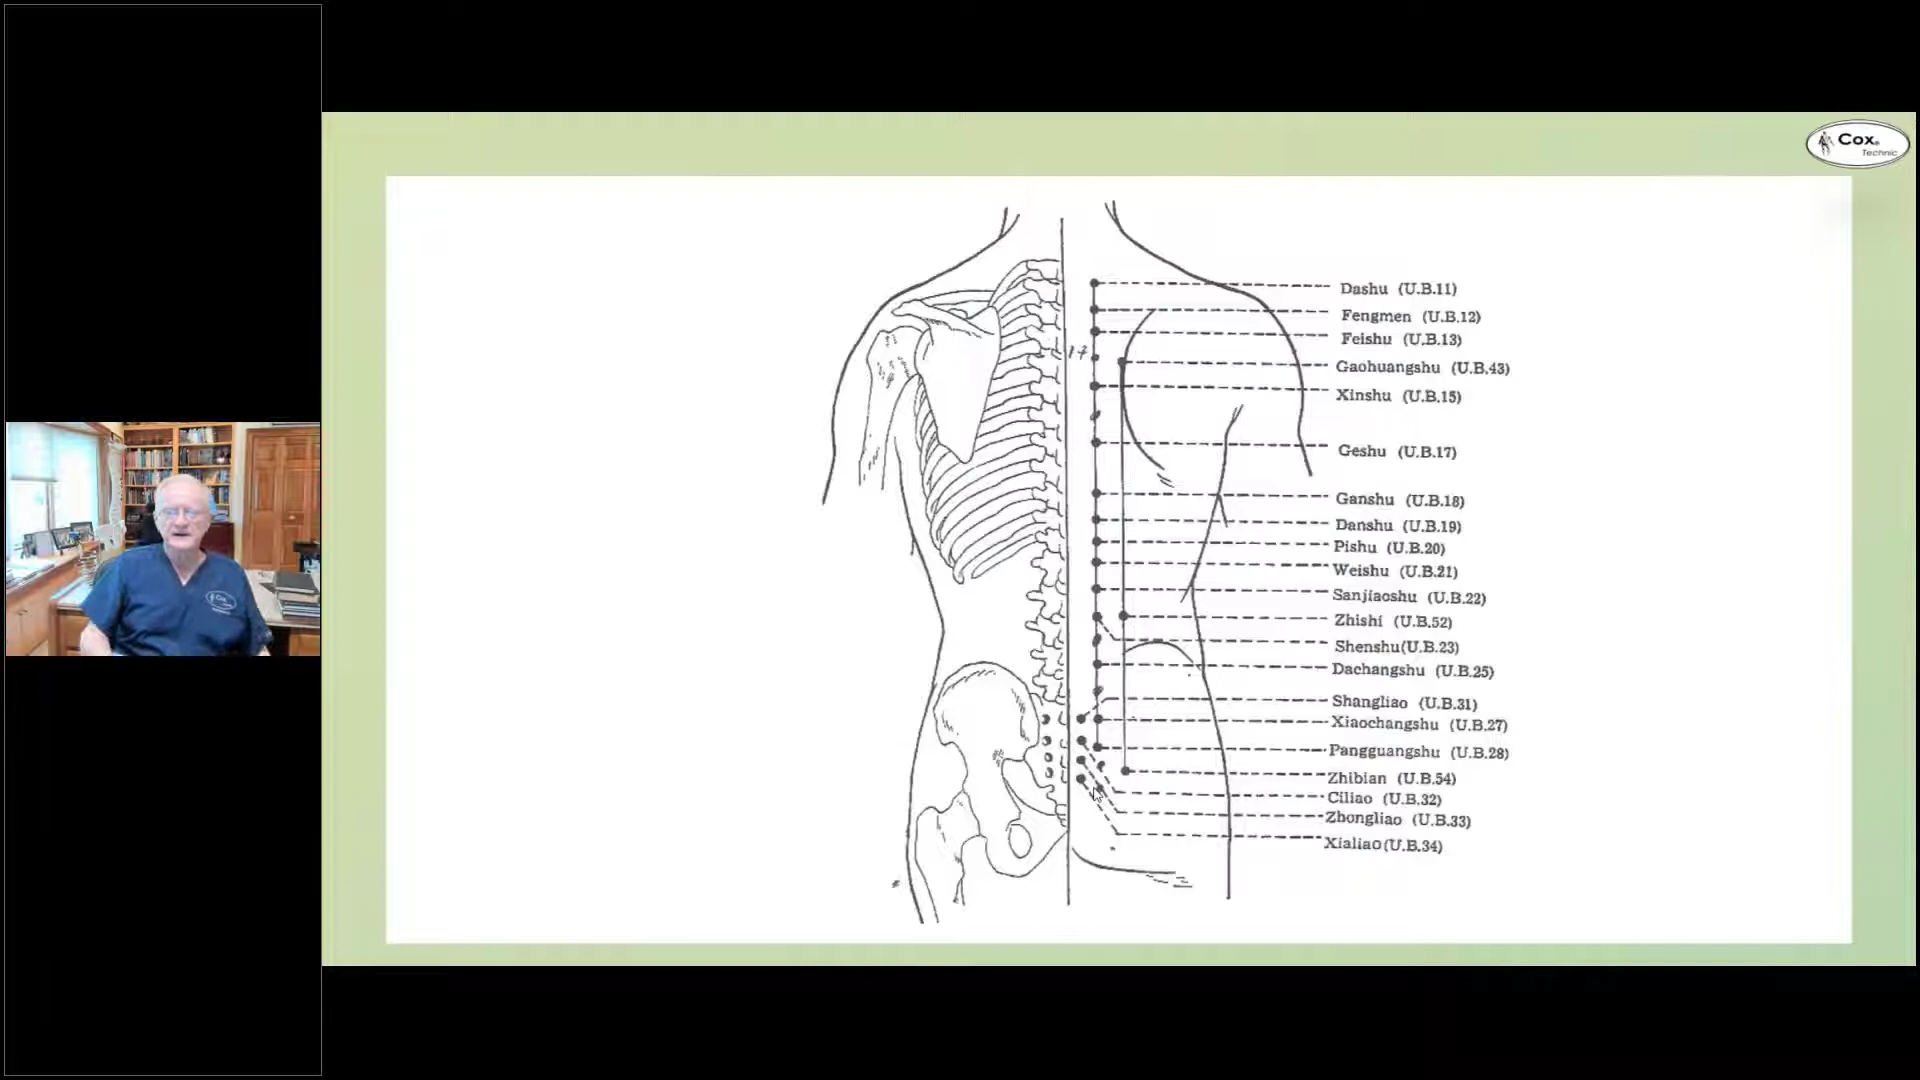 Cox®
Technic
Dashu (U.B.11)
Fengmen (U.B.12)
Feishu (U.B.13)
14
Gaohuangshu (U.B.43)
Xinshu (U.B.15)
Geshu (U.B.17)
Ganshu (U.B.18)
Danshu (U.B.19)
Pishu (U.B.20)
Weishu (U.B.21)
Sanjiaoshu (U.B.22)
Zhishi (U.B.52)
Shenshu(U.B.23)
Dachangshu (U.B.25)
Shangliao (U.B.31)
Xiaochangshu (U.B.27)
Pangguangshu (U.B.28)
Zhibian (U.B.54)
Ciliao (U.B.32)
Zhongliao (U.B.33)
Xialiao(U.B.34)
Cox